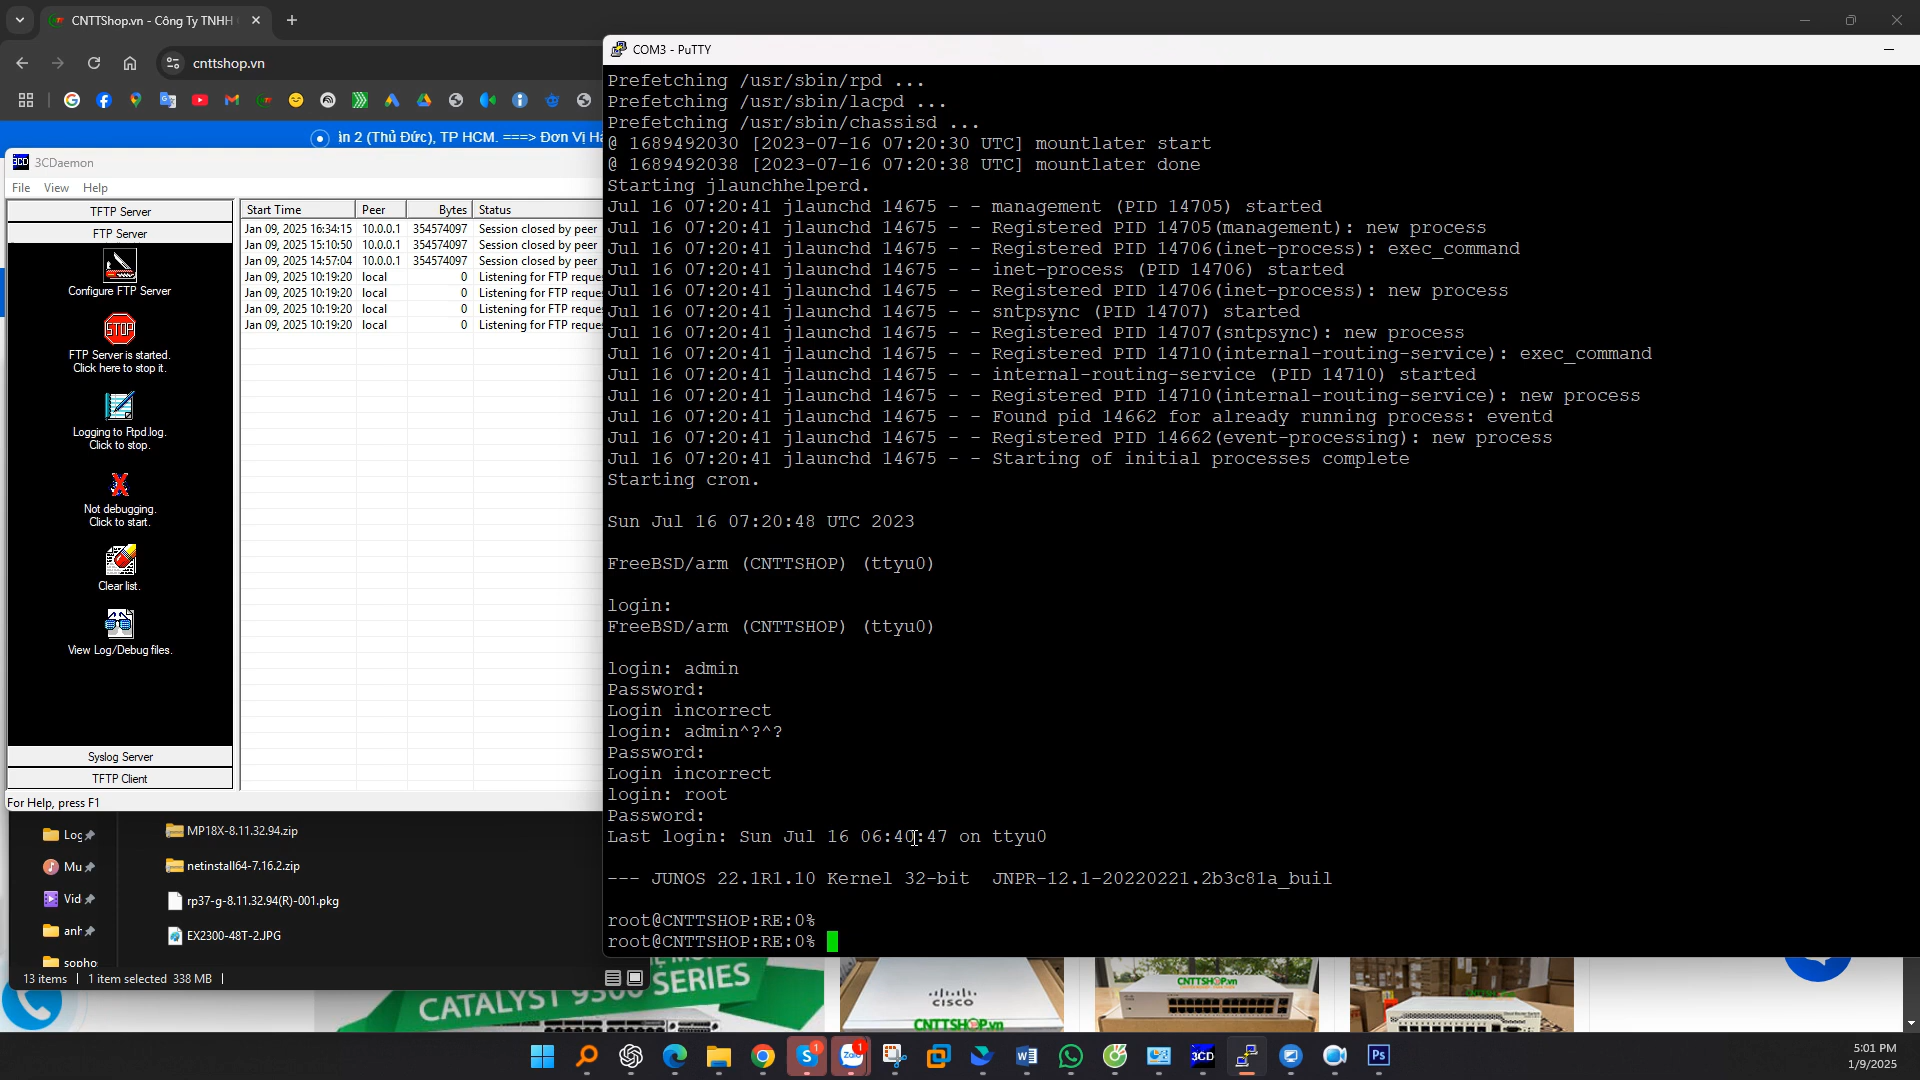 CNTTShop.vn - Công Ty TNHH
cnttshop.vn
ìn 2 (Thủ Đức), TP HCM. ===> Đơn Vị Hà
3CDaemon
File View Help
TFTP Server
FTP Server
Configure FTP Server
STOP
FTP Server is started.
Click here to stop it.
Logging to Ftpd.log.
Click to stop.
Not debugging.
Click to start.
Clear list.
View Log/Debug files.
Syslog Server
TFTP Client
For Help, press F1
Start Time Peer Bytes Status
Jan 09, 2025 16:34:15 10.0.0.1 354574097 Session closed by peer
Jan 09, 2025 15:10:50 10.0.0.1 354574097 Session closed by peer
Jan 09, 2025 14:57:04 10.0.0.1 354574097 Session closed by peer
Jan 09, 2025 10:19:20 local 0 Listening for FTP reque
Jan 09, 2025 10:19:20 local 0 Listening for FTP reque
Jan 09, 2025 10:19:20 local 0 Listening for FTP reque
Jan 09, 2025 10:19:20 local 0 Listening for FTP reque
Loc
Mu
Vid
anh
sopho
MP18X-8.11.32.94.zip
netinstall64-7.16.2.zip
rp37-g-8.11.32.94(R)-001.pkg
EX2300-48T-2.JPG
13 items 1 item selected 338 MB
COM3 - PuTTY
Prefetching /usr/sbin/rpd ...
Prefetching /usr/sbin/lacpd ...
Prefetching /usr/sbin/chassisd ...
@ 1689492030 [2023-07-16 07:20:30 UTC] mountlater start
@ 1689492038 [2023-07-16 07:20:38 UTC] mountlater done
Starting jlaunchhelperd.
Jul 16 07:20:41 jlaunchd 14675 - - management (PID 14705) started
Jul 16 07:20:41 jlaunchd 14675 - - Registered PID 14705(management): new process
Jul 16 07:20:41 jlaunchd 14675 - - Registered PID 14706(inet-process): exec_command
Jul 16 07:20:41 jlaunchd 14675 - - inet-process (PID 14706) started
Jul 16 07:20:41 jlaunchd 14675 - - Registered PID 14706(inet-process): new process
Jul 16 07:20:41 jlaunchd 14675 - - sntpsync (PID 14707) started
Jul 16 07:20:41 jlaunchd 14675 - - Registered PID 14707(sntpsync): new process
Jul 16 07:20:41 jlaunchd 14675 - - Registered PID 14710(internal-routing-service): exec_command
Jul 16 07:20:41 jlaunchd 14675 - - internal-routing-service (PID 14710) started
Jul 16 07:20:41 jlaunchd 14675 - - Registered PID 14710(internal-routing-service): new process
Jul 16 07:20:41 jlaunchd 14675 - - Found pid 14662 for already running process: eventd
Jul 16 07:20:41 jlaunchd 14675 - - Registered PID 14662(event-processing): new process
Jul 16 07:20:41 jlaunchd 14675 - - Starting of initial processes complete
Starting cron.
Sun Jul 16 07:20:48 UTC 2023
FreeBSD/arm (CNTTSHOP) (ttyu0)
login:
FreeBSD/arm (CNTTSHOP) (ttyu0)
login: admin
Password:
Login incorrect
login: admin^?^?
Password:
Login incorrect
login: root
Password:
Last login: Sun Jul 16 06:40:47 on ttyu0
--- JUNOS 22.1R1.10 Kernel 32-bit  JNPR-12.1-20220221.2b3c81a_buil
root@CNTTSHOP:RE:0%
root@CNTTSHOP:RE:0%
CATALYST 9300 SERIES
CISCO
CNTTSHOP.vn
CNTTSHOP.vn
5:01 PM
1/9/2025